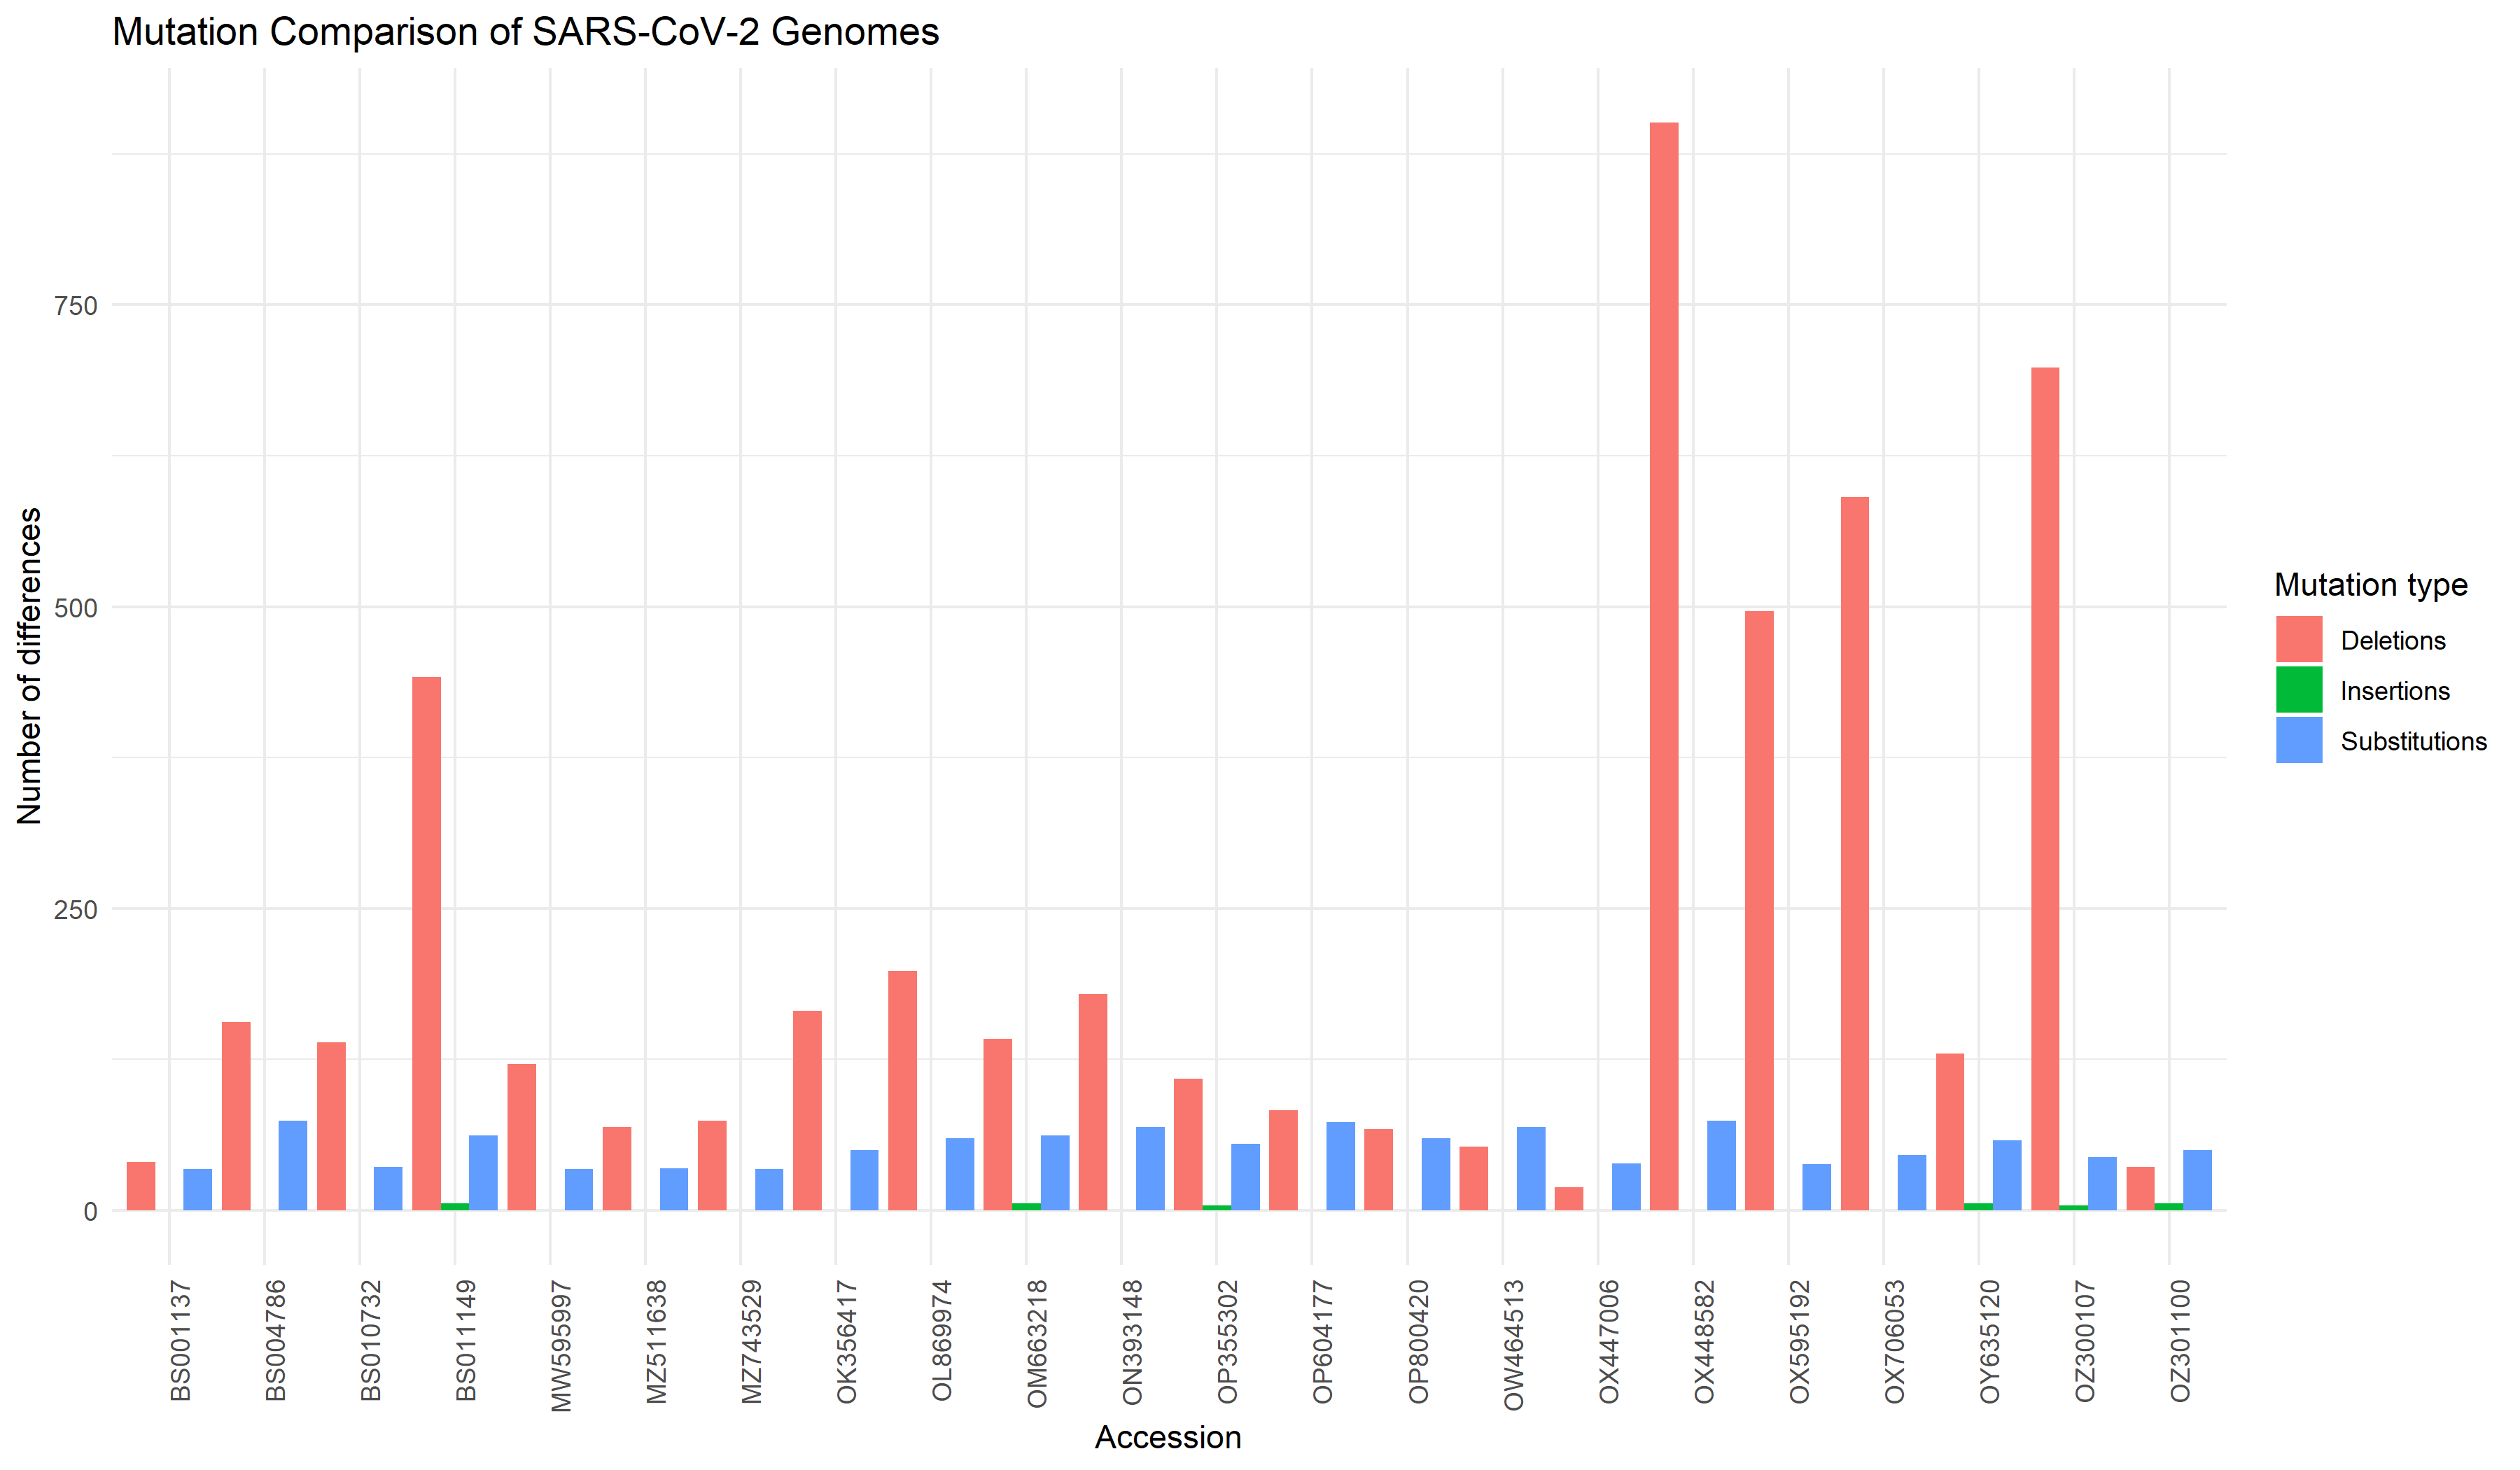 Mutation Comparison of SARS-CoV-2 Genomes
Number of differences
750
500
250
0
BS001137
BS004786
BS010732
BS011149
MW595997
MZ511638
MZ743529
OK356417
OL869974
OM663218
ON393148
OP355302
OP604177
OP800420
OW464513
OX447006
OX448582
OX595192
OX706053
OY635120
OZ300107
OZ301100
Accession
Mutation type
Deletions
Insertions
Substitutions